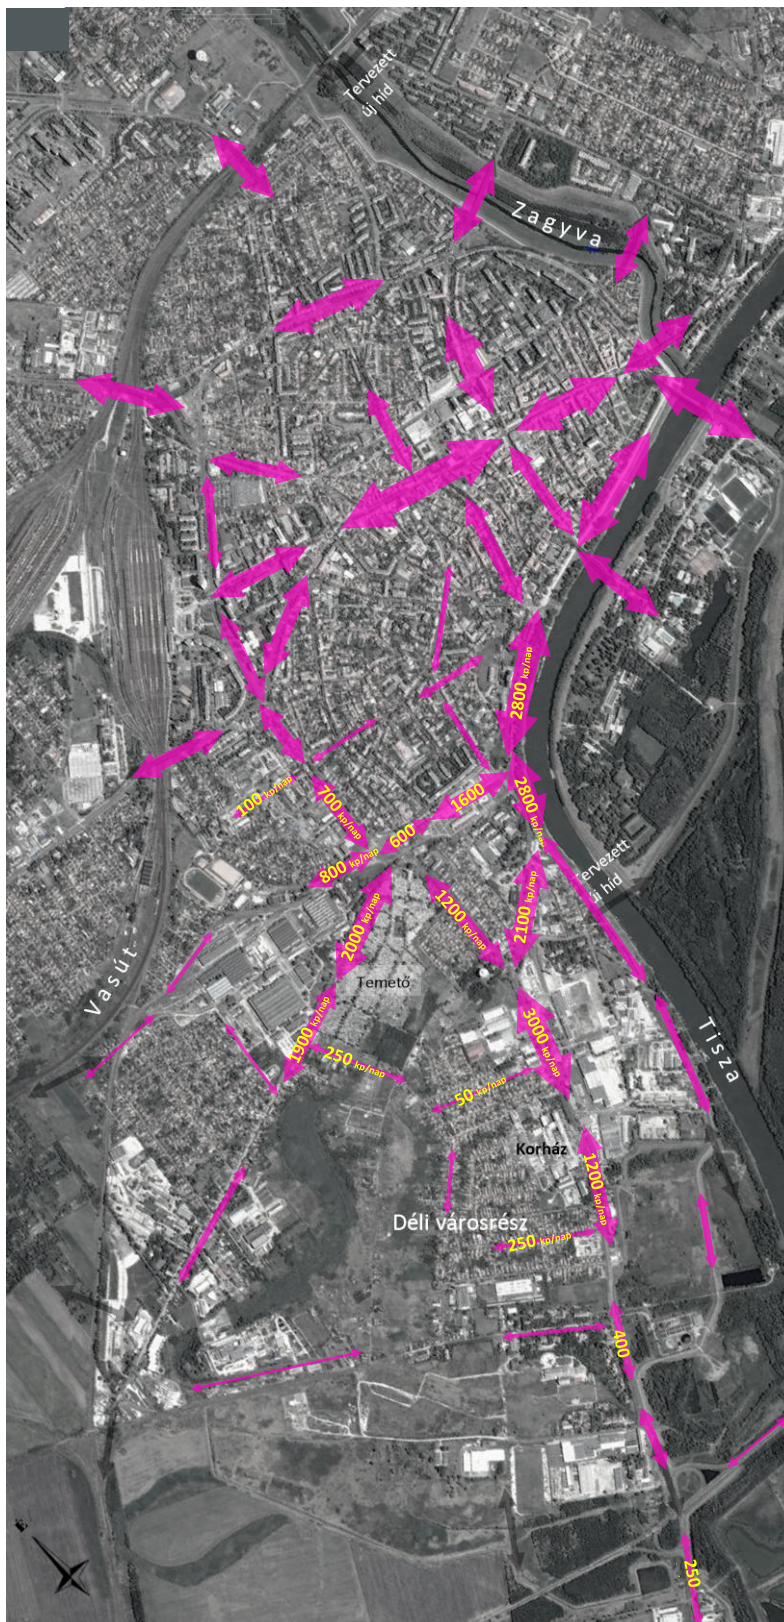 Tervezett
új híd
Zagyva
2800 kp/nap
100 kp/nap
700 kp/nap
1600
2800 kp/nap
600
800 kp/nap
Tervezett
új híd
2000 kp/nap
1200 kp/nap
2100 kp/nap
Vasút
Temető
1900 kp/nap
3000 kp/nap
Tisza
250 kp/nap
50 kp/nap
Korház
1200 kp/nap
Déli városrész
250 kp/nap
400
250